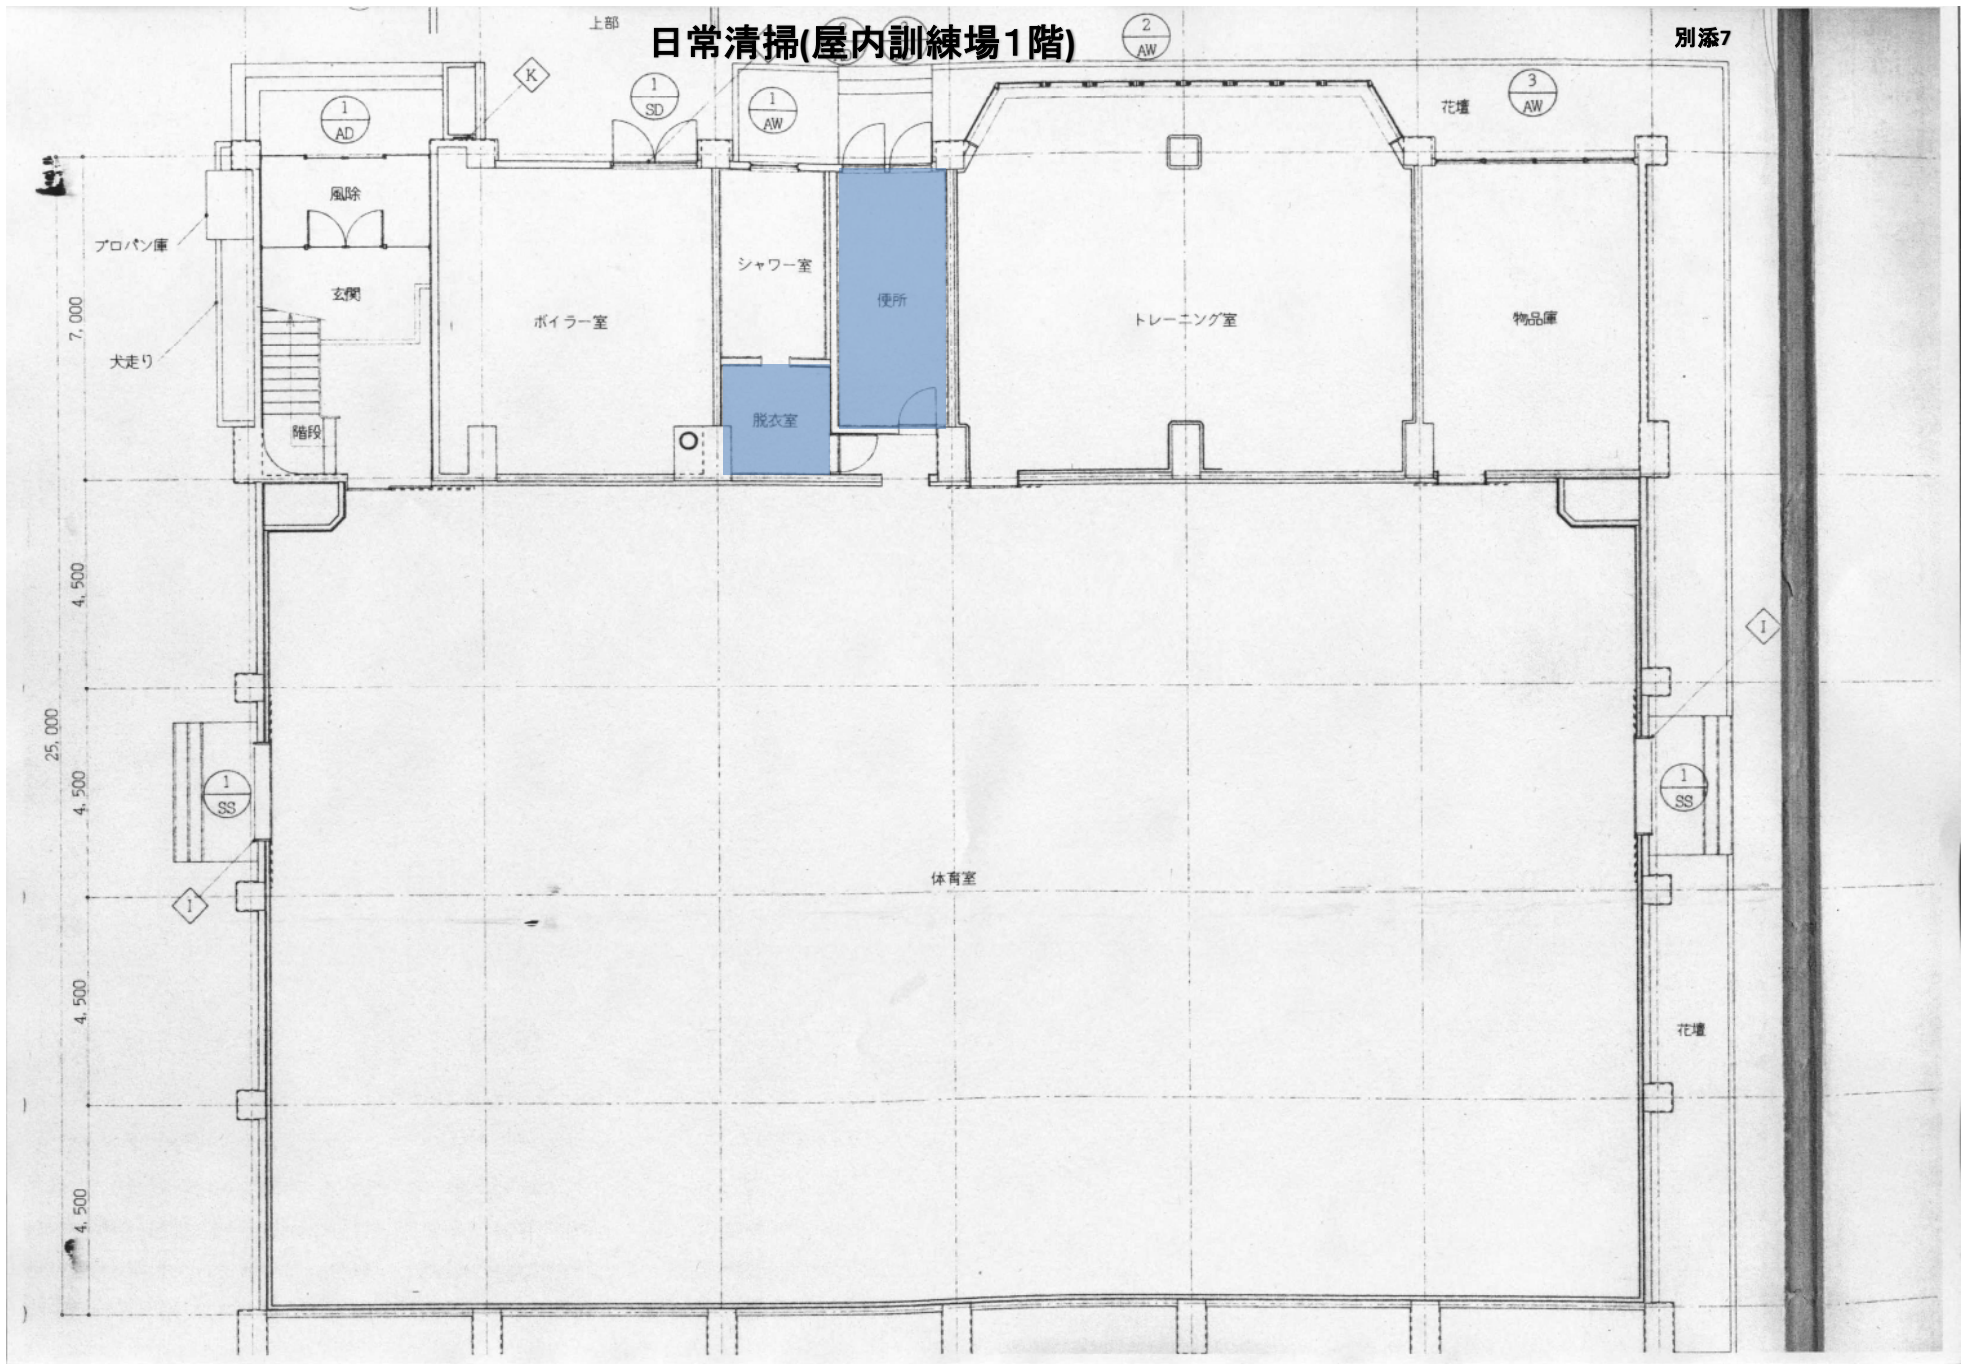 上部
日常清掃(屋内訓練場1階)
別添7
2
AW
K
1
SD
1
AW
1
AD
花壇
3
AW
風除
プロパン庫
シャワー室
玄関
便所
7,000
ボイラー室
トレーニング室
物品庫
犬走り
脱衣室
階段
4,500
I
25,000
4,500
1
SS
1
SS
体育室
I
4,500
花壇
4,500